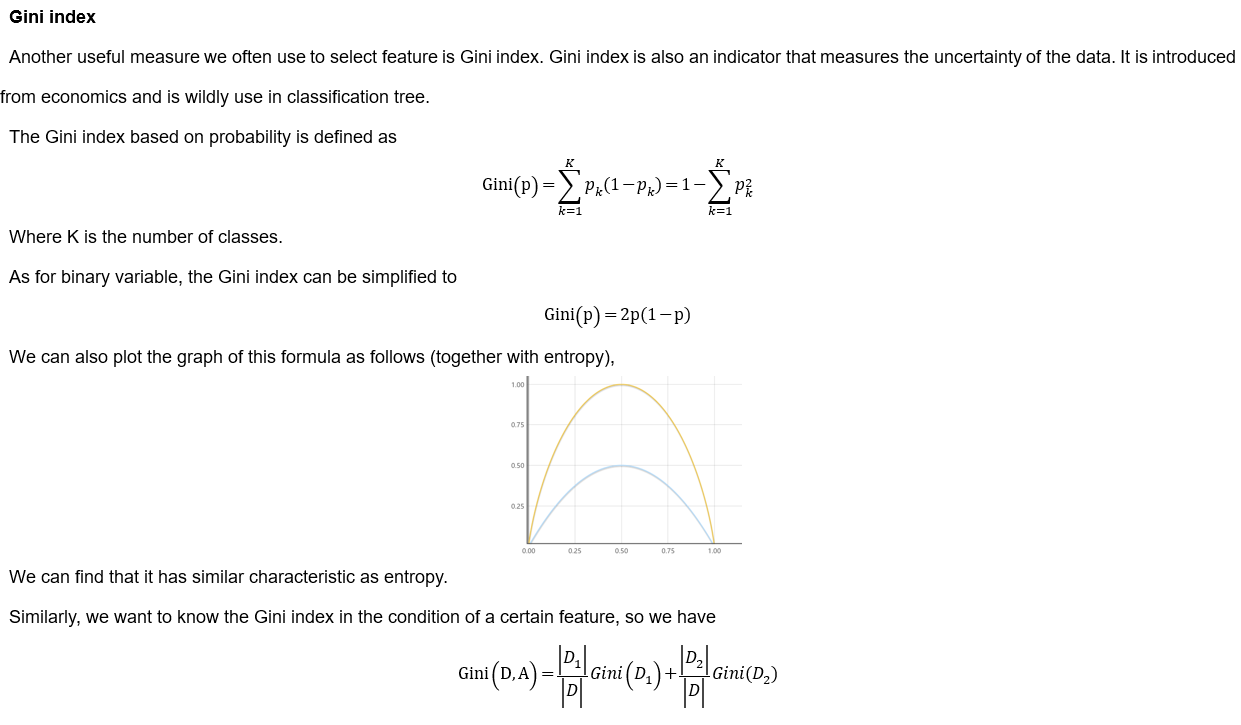 Gini index
Another useful measure we often use to select feature is Gini index. Gini index is also an indicator that measures the uncertainty of the data. It is introduced
from economics and is wildly use in classification tree.
The Gini index based on probability is defined as
Gini(p)=∑_{k=1}^{K} p_k(1−p_k)=1−∑_{k=1}^{K} p_k^2
Where K is the number of classes.
As for binary variable, the Gini index can be simplified to
Gini(p)=2p(1−p)
We can also plot the graph of this formula as follows (together with entropy),
1.00
0.75
0.50
0.25
0.00 0.25 0.50 0.75 1.00
We can find that it has similar characteristic as entropy.
Similarly, we want to know the Gini index in the condition of a certain feature, so we have
Gini(D,A)=|D_1|/|D| Gini(D_1)+|D_2|/|D| Gini(D_2)